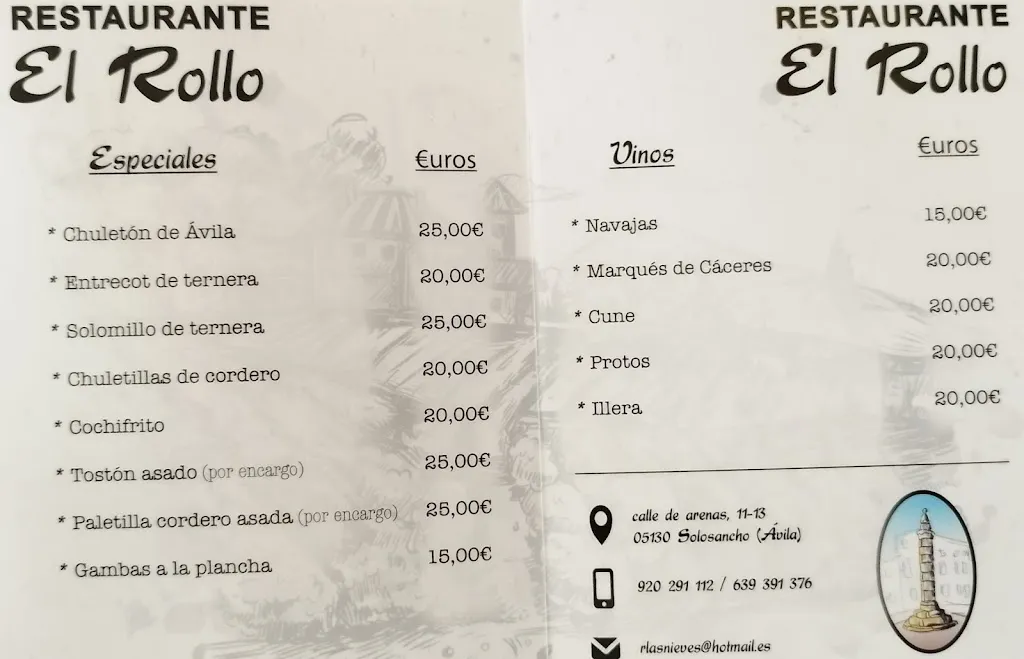 RESTAURANTE
El Rollo
Especiales €uros
* Chuletón de Ávila 25,00€
* Entrecot de ternera 20,00€
* Solomillo de ternera 25,00€
* Chuletillas de cordero 20,00€
* Cochifrito 20,00€
* Tostón asado (por encargo) 25,00€
* Paletilla cordero asada (por encargo) 25,00€
* Gambas a la plancha 15,00€
RESTAURANTE
El Rollo
Vinos €uros
* Navajas 15,00€
* Marqués de Cáceres 20,00€
* Cune 20,00€
* Protos 20,00€
* Illera 20,00€
calle de arenas, 11-13
05130 Solosancho (Ávila)
920 291 112 / 639 391 376
rlasnieves@hotmail.es